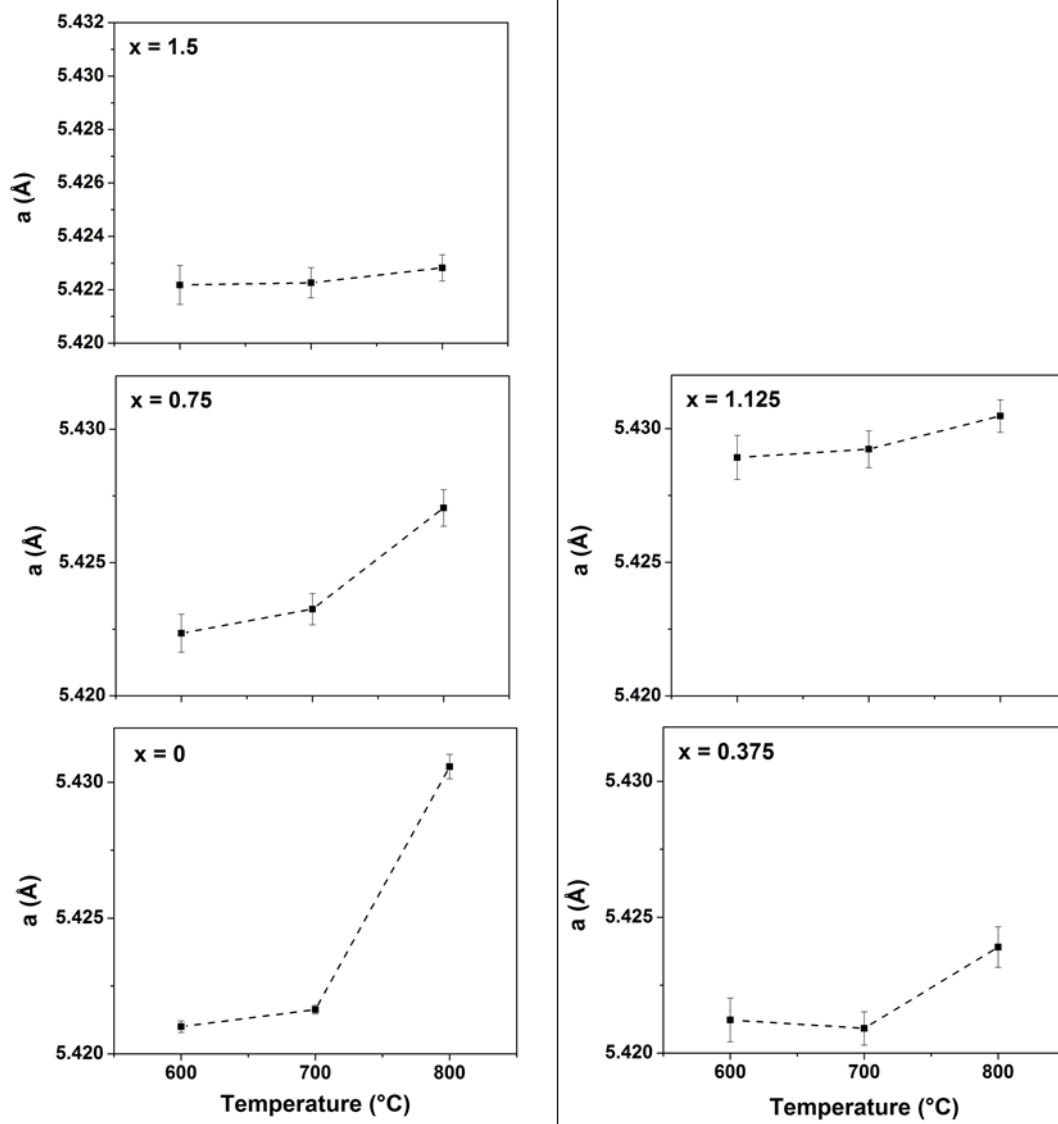 x = 1.5
5.432
5.430
5.428
5.426
5.424
5.422
5.420
a (Å)
x = 0.75
5.430
5.425
5.420
a (Å)
x = 1.125
5.430
5.425
5.420
a (Å)
x = 0
5.430
5.425
5.420
a (Å)
600 700 800
Temperature (°C)
x = 0.375
5.430
5.425
5.420
a (Å)
600 700 800
Temperature (°C)